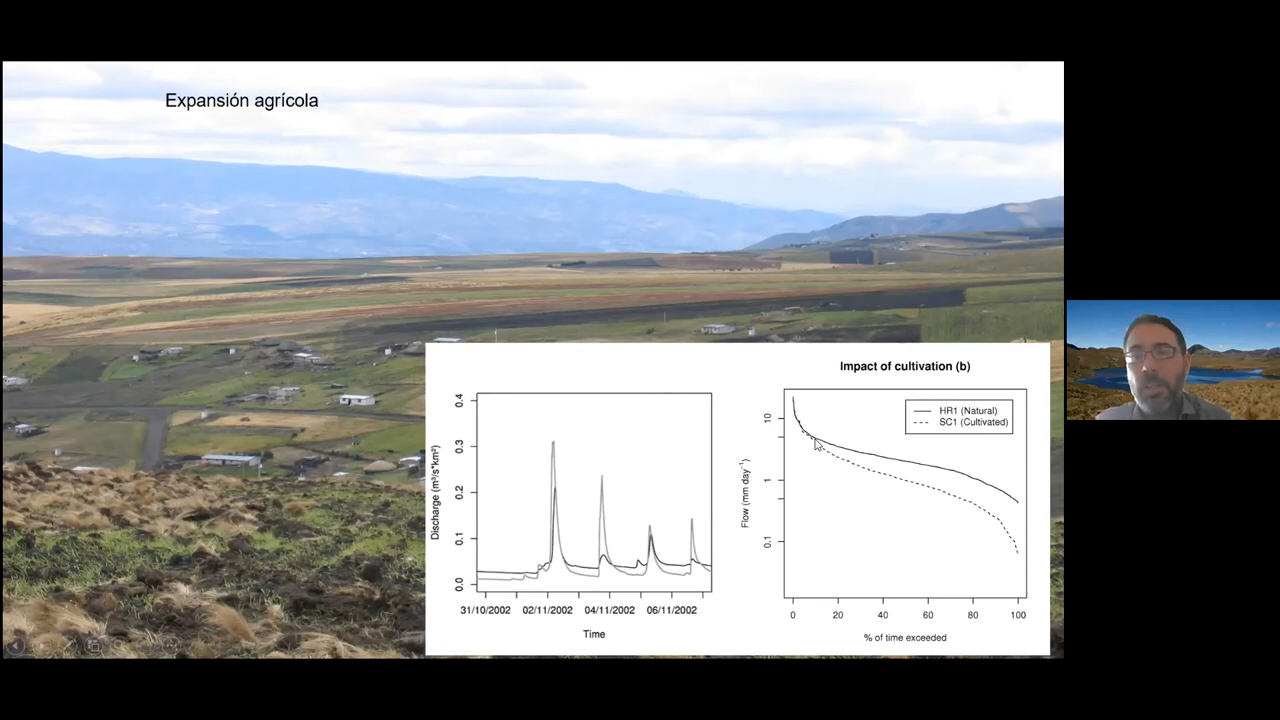 Expansión agrícola
Impact of cultivation (b)
0.4
0.3
0.2
0.1
0.0
Discharge (m³/s*km²)
31/10/2002 02/11/2002 04/11/2002 06/11/2002
Time
HR1 (Natural)
SC1 (Cultivated)
10
1
0.1
Flow (mm day⁻¹)
0 20 40 60 80 100
% of time exceeded